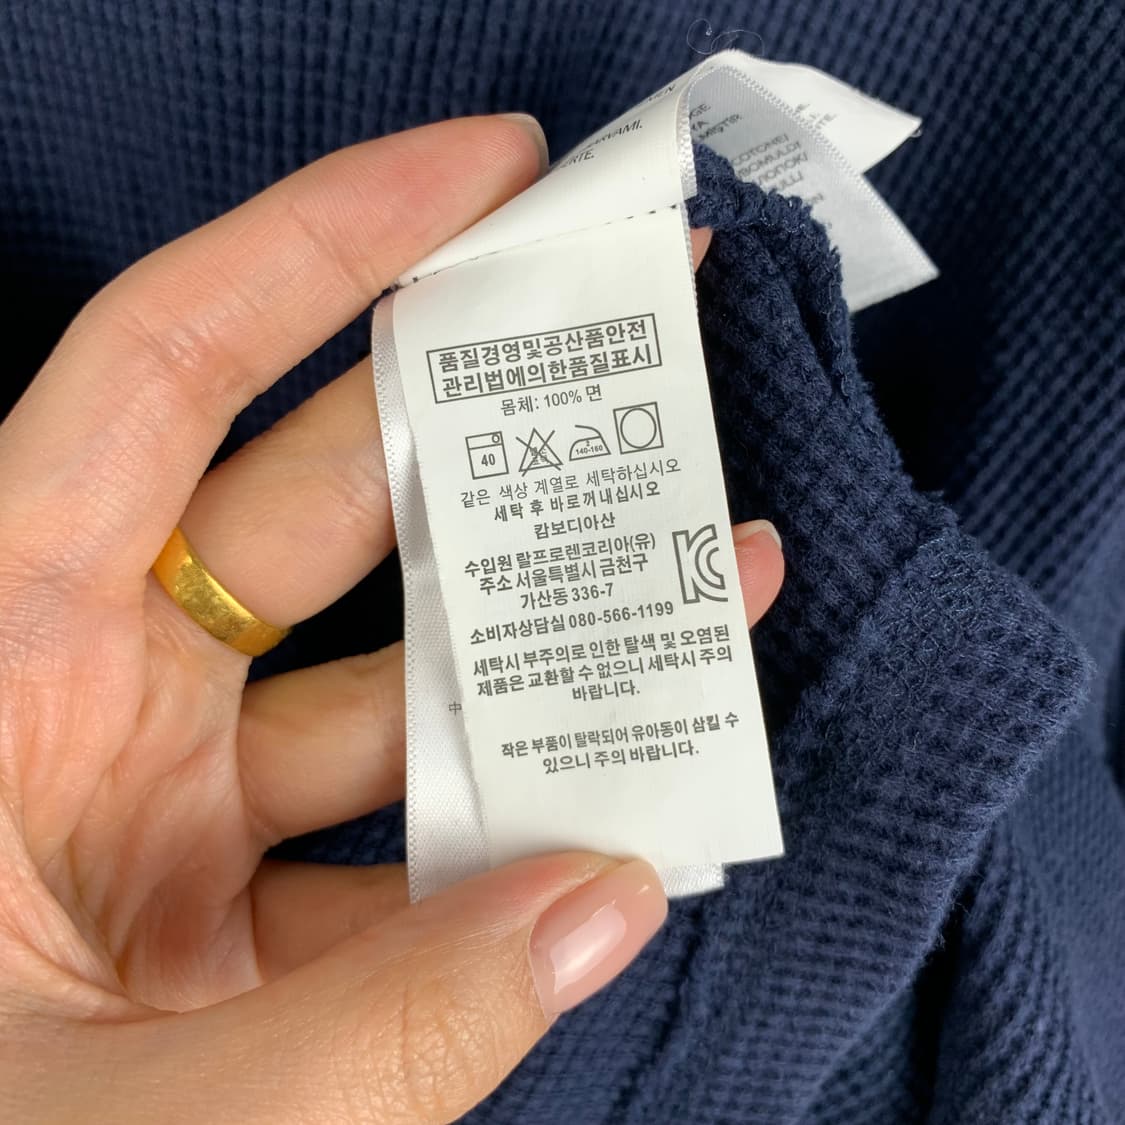 ARVAMI.
품질경영및공산품안전
관리법에의한품질표시
몸체: 100% 면
40
140-160
같은 색상 계열로 세탁하십시오
세탁 후 바로꺼내십시오
캄보디아산
수입원 랄프로렌코리아(유)
주소 서울특별시 금천구
가산동 336-7
소비자상담실 080-566-1199
세탁시 부주의로 인한 탈색 및 오염된
제품은 교환할 수 없으니 세탁시 주의
바랍니다.
中
작은 부품이 탈락되어 유아동이 삼킬 수
있으니 주의 바랍니다.